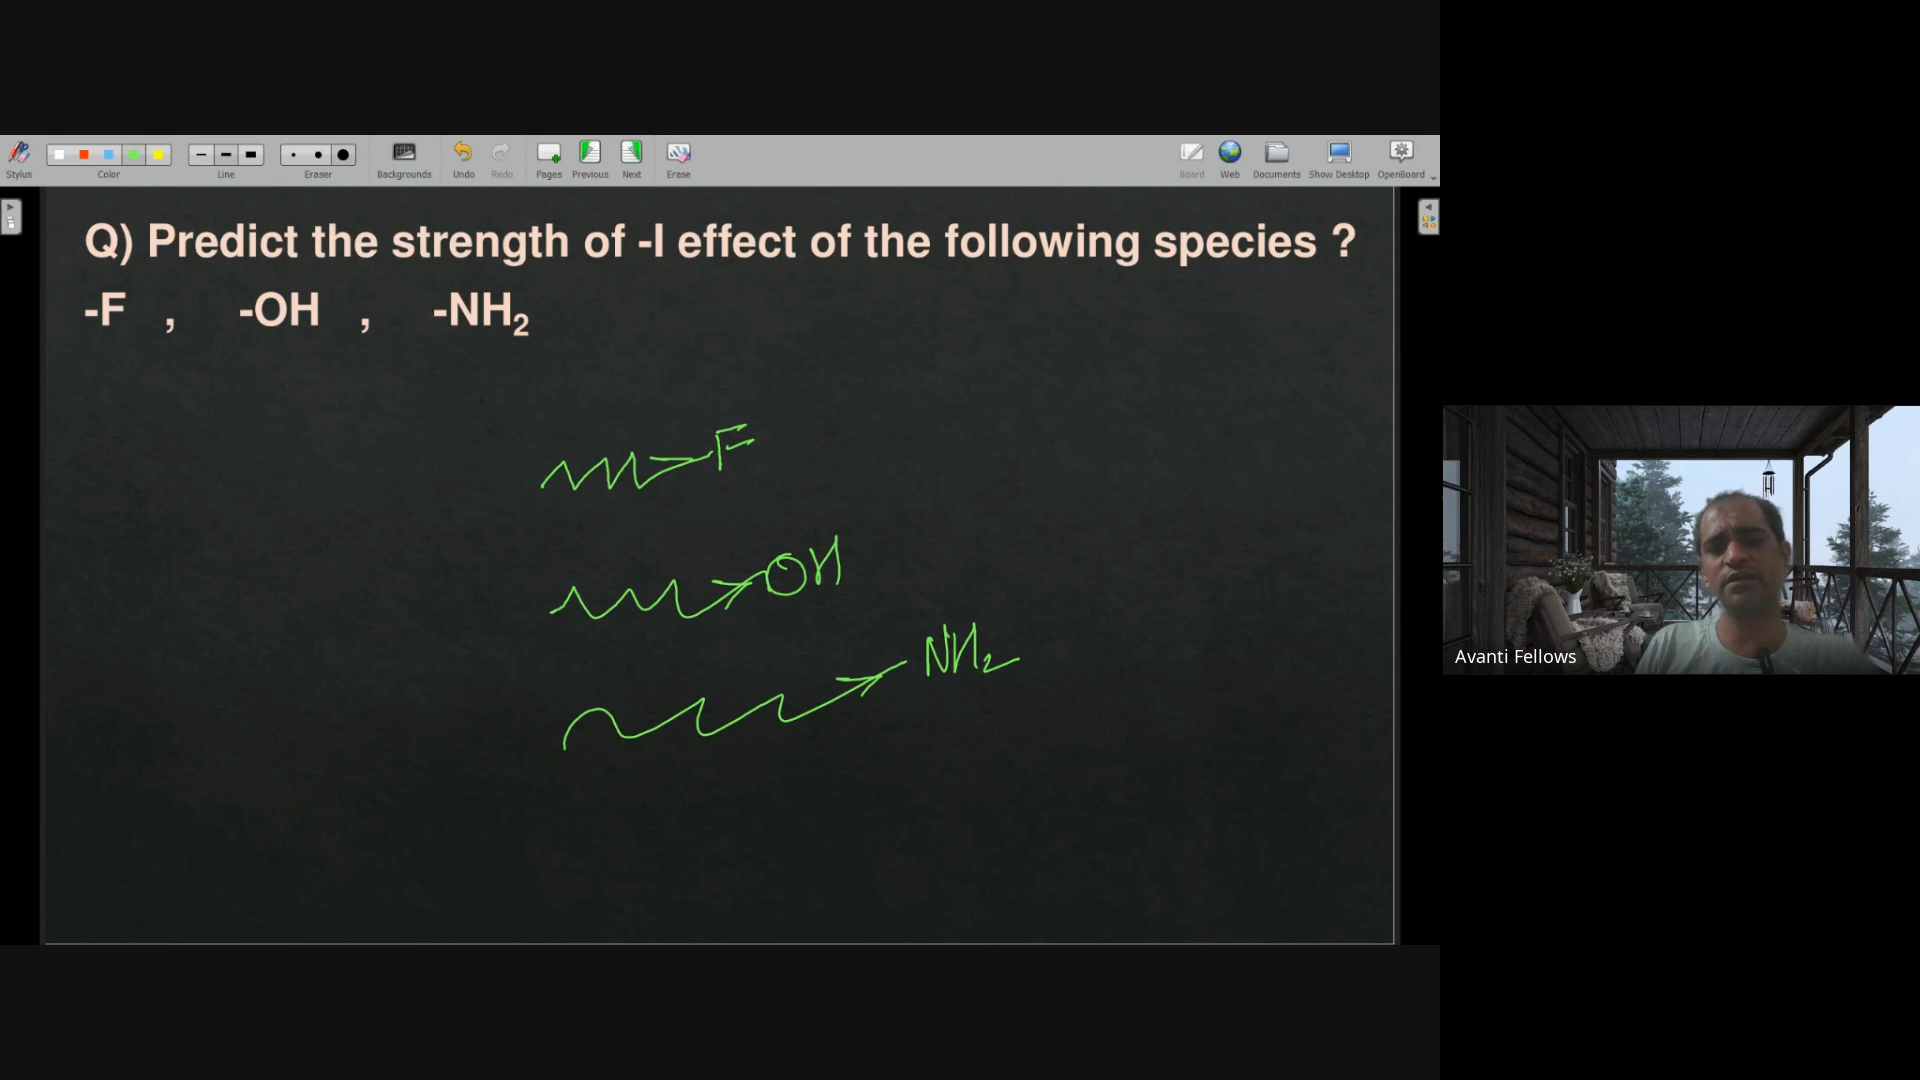 Stylus Color Line Eraser Backgrounds Undo Redo Pages Previous Next Erase Board Web Documents Show Desktop OpenBoard
Q) Predict the strength of -I effect of the following species ?
-F , -OH , -NH₂
F
OH
NH₂
Avanti Fellows